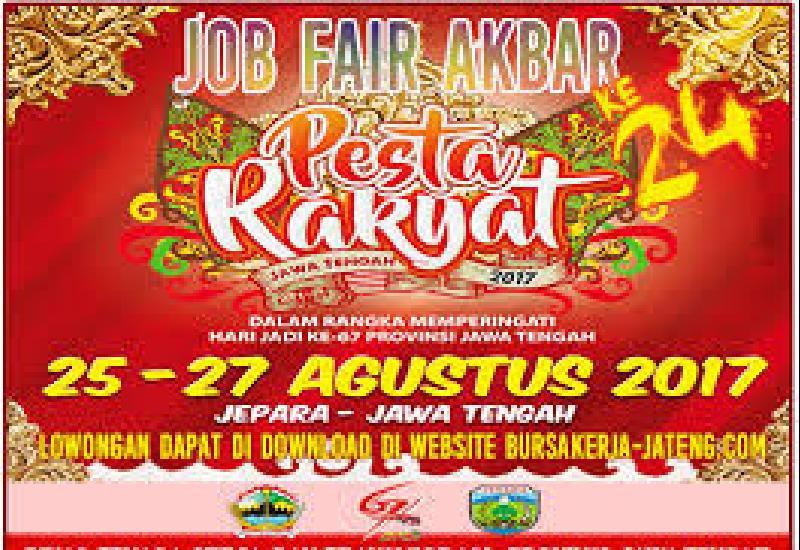 JOB FAIR AKBAR
KE
24
Pesta
Rakyat
JAWA TENGAH
2017
DALAM RANGKA MEMPERINGATI
HARI JADI KE-67 PROVINSI JAWA TENGAH
25 - 27 AGUSTUS 2017
JEPARA - JAWA TENGAH
LOWONGAN DAPAT DI DOWNLOAD DI WEBSITE BURSAKERJA-JATENG.COM
67